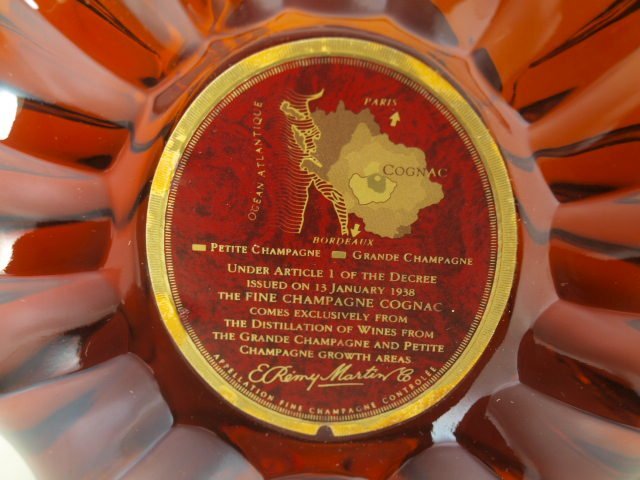 PARIS
OCEAN ATLANTIQUE
COGNAC
BORDEAUX
PETITE CHAMPAGNE GRANDE CHAMPAGNE
UNDER ARTICLE 1 OF THE DECREE
ISSUED ON 13 JANUARY 1938
THE FINE CHAMPAGNE COGNAC
COMES EXCLUSIVELY FROM
THE DISTILLATION OF WINES FROM
THE GRANDE CHAMPAGNE AND PETITE
CHAMPAGNE GROWTH AREAS
E. Rémy Martin & Co
APPELLATION FINE CHAMPAGNE CONTROLEE